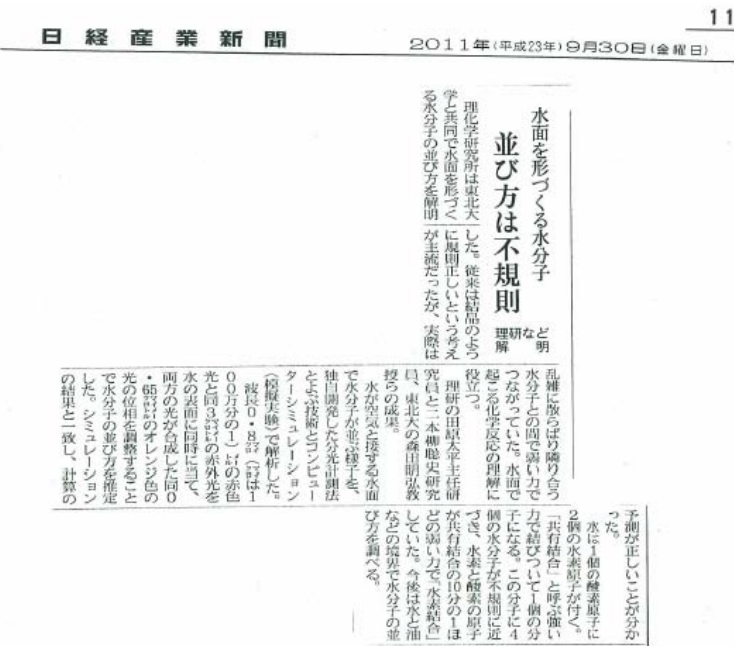 11
日経産業新聞
2011年(平成23年)9月30日(金曜日)
水面を形づくる水分子
並び方は不規則
理研など
解明
理化学研究所は東北大
学と共同で水面を形づく
る水分子の並び方を解明
した。従来は結晶のよう
に規則正しいという考え
が主流だったが、実際は
乱雑に散らばり隣り合う
水分子との間で弱い力で
つながっていた。水面で
起こる化学反応の理解に
役立つ。
理研の田原太平主任研
究員と二本柳聡史研究
員、東北大の森田明弘教
授らの成果。
水が空気と接する水面
で水分子が並ぶ様子を、
独自開発した分光計測法
とよぶ技術とコンピュー
ターシミュレーション
(模擬実験)で解析した。
波長0・8㍈(㍈は1
00万分の1)㍍の赤色
光と同3㍈の赤外光を
水の表面に同時に当て、
両方の光が合成した同0
・65㍈のオレンジ色の
光の位相を調整すること
で水分子の並び方を推定
した。シミュレーション
の結果と一致し、計算の
予測が正しいことが分か
った。
水は1個の酸素原子に
2個の水素原子が付く。
「共有結合」と呼ぶ強い
力で結びついて1個の分
子になる。この分子に4
個の水分子が不規則に近
づき、水素と酸素の原子
が共有結合の10分の1ほ
どの弱い力で「水素結合」
していた。今後は水と油
などの境界で水分子の並
び方を調べる。